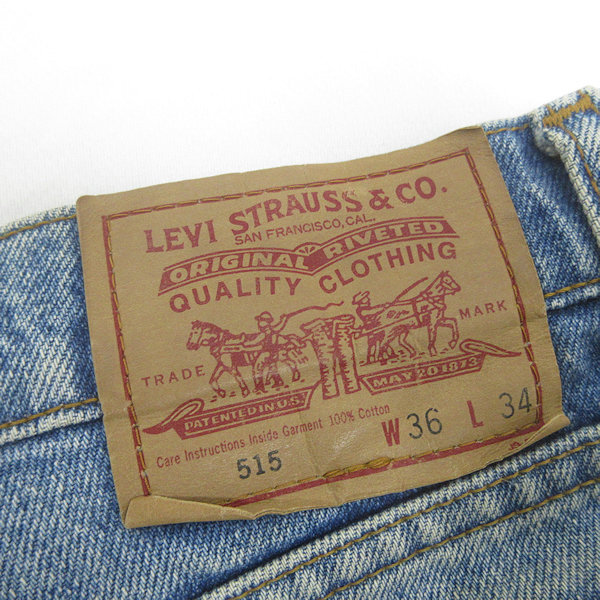 LEVI STRAUSS & CO.
SAN FRANCISCO, CAL.
ORIGINAL RIVETED
QUALITY CLOTHING
TRADE MARK
PATENTED IN U.S. MAY 20 1873
Care Instructions Inside Garment 100% Cotton
515 W 36 L 34